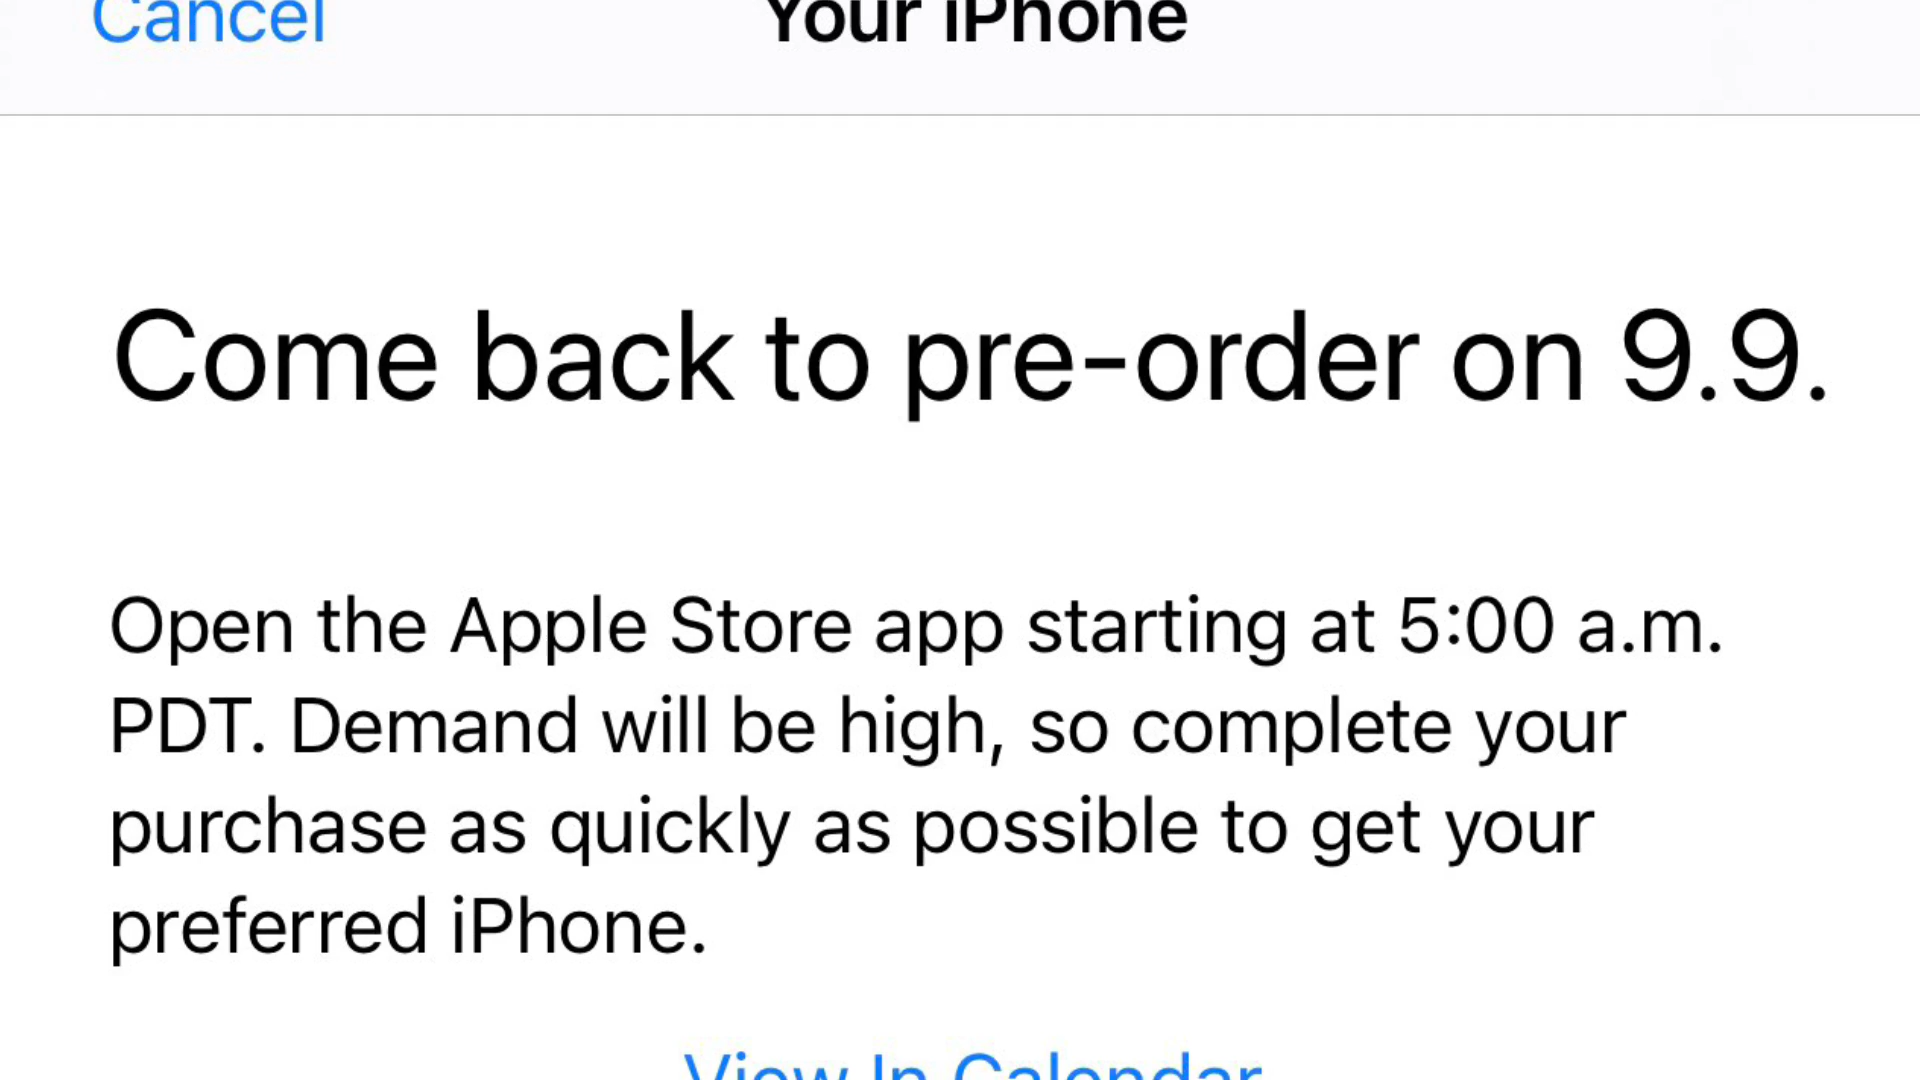 Cancel
Your iPhone
Come back to pre-order on 9.9.
Open the Apple Store app starting at 5:00 a.m.
PDT. Demand will be high, so complete your
purchase as quickly as possible to get your
preferred iPhone.
View In Calendar